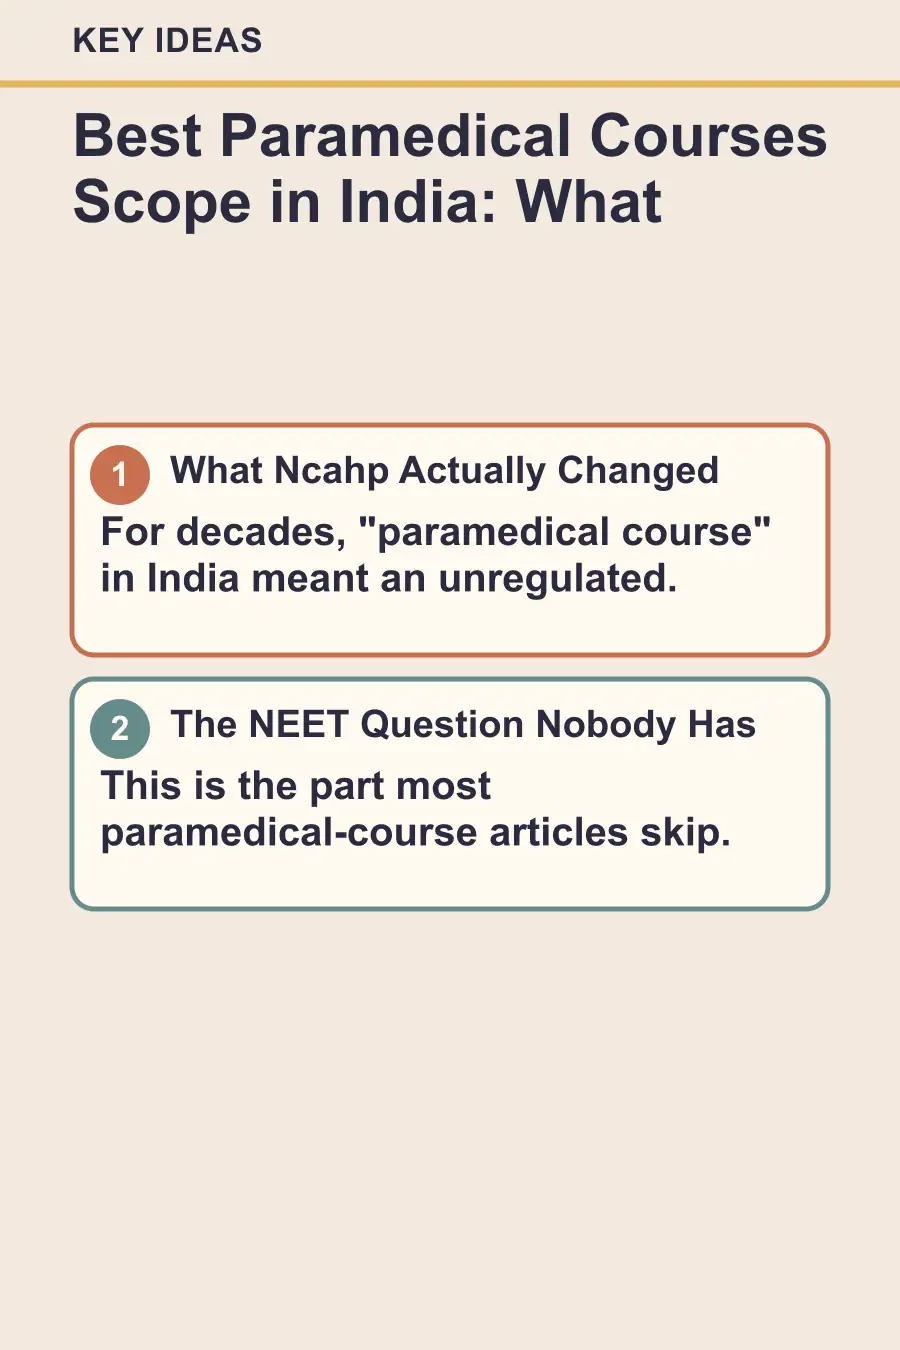 KEY IDEAS
Best Paramedical Courses
Scope in India: What
1
What Ncahp Actually Changed
For decades, "paramedical course"
in India meant an unregulated.
2
The NEET Question Nobody Has
This is the part most
paramedical-course articles skip.